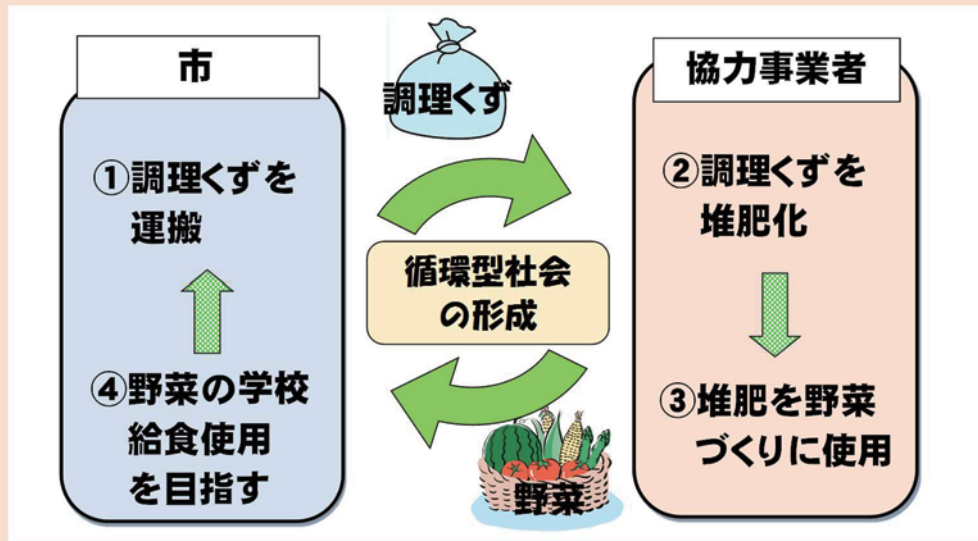 市
①調理くずを
運搬
④野菜の学校
給食使用
を目指す
調理くず
循環型社会
の形成
野菜
協力事業者
②調理くずを
堆肥化
③堆肥を野菜
づくりに使用